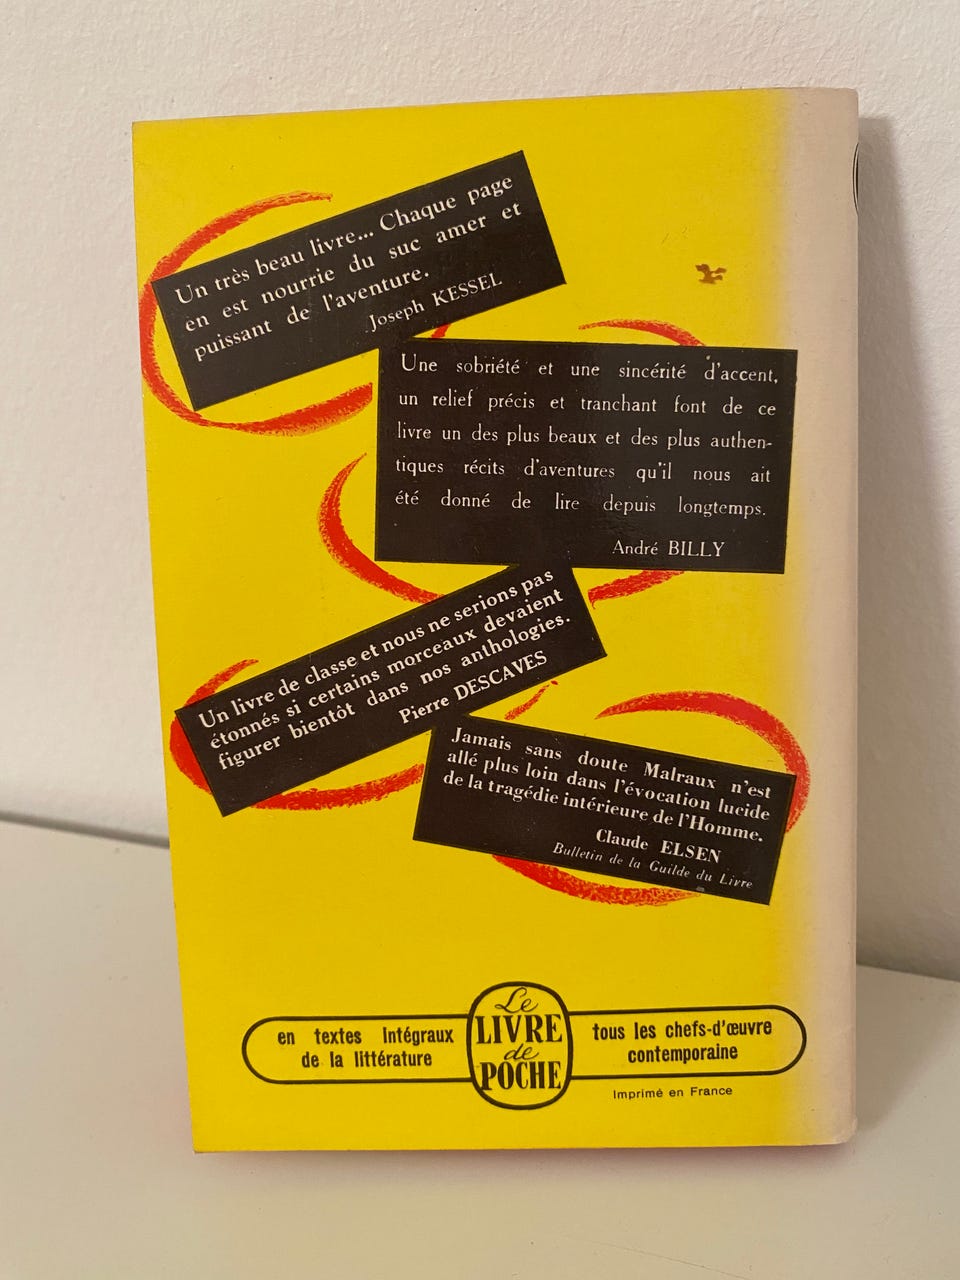 Un très beau livre... Chaque page
en est nourrie du suc amer et
puissant de l'aventure.
Joseph KESSEL
Une sobriété et une sincérité d'accent,
un relief précis et tranchant font de ce
livre un des plus beaux et des plus authen-
tiques récits d'aventures qu'il nous ait
été donné de lire depuis longtemps.
André BILLY
Un livre de classe et nous ne serions pas
étonnés si certains morceaux devaient
figurer bientôt dans nos anthologies.
Pierre DESCAVES
Jamais sans doute Malraux n'est
allé plus loin dans l'évocation lucide
de la tragédie intérieure de l'Homme.
Claude ELSEN
Bulletin de la Guilde du Livre
en textes intégraux
de la littérature
Le
LIVRE
de
POCHE
tous les chefs-d'œuvre
contemporaine
Imprimé en France